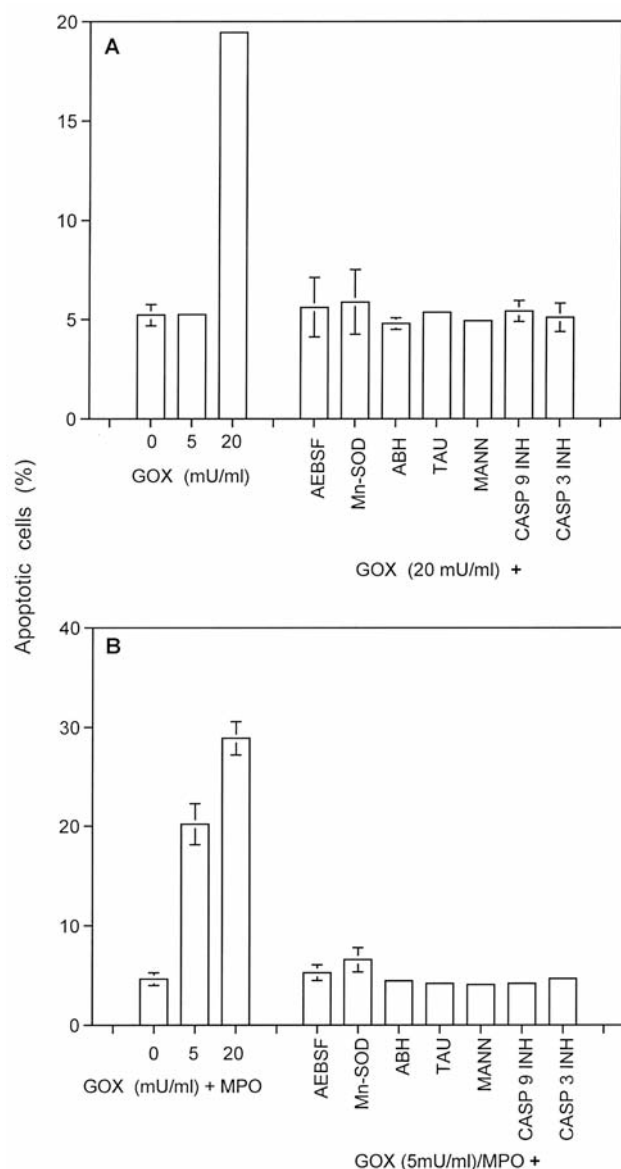 Apoptotic cells (%)
A
20
15
10
5
0
0 5 20
GOX (mU/ml)
AEBSF
Mn-SOD
ABH
TAU
MANN
CASP 9 INH
CASP 3 INH
GOX (20 mU/ml) +
B
40
30
20
10
0
0 5 20
GOX (mU/ml) + MPO
AEBSF
Mn-SOD
ABH
TAU
MANN
CASP 9 INH
CASP 3 INH
GOX (5mU/ml)/MPO +